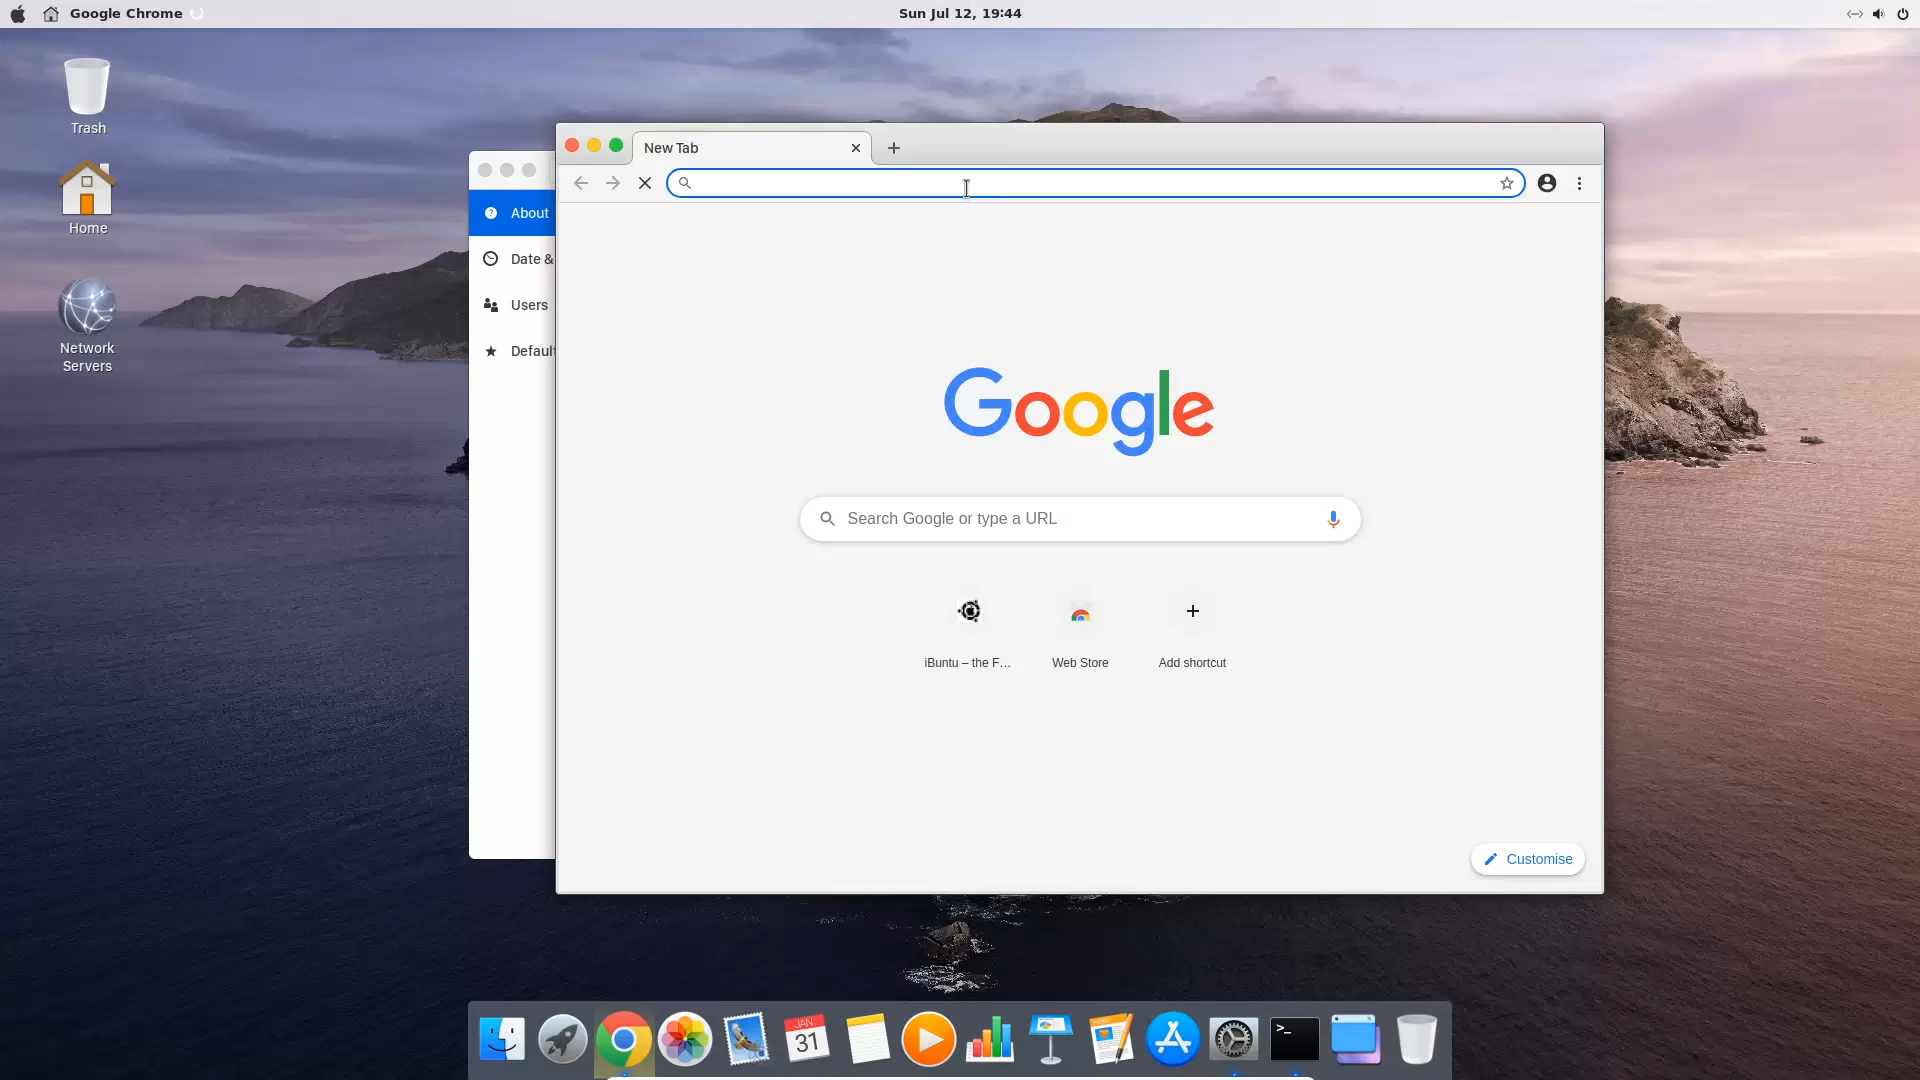 Google Chrome
Sun Jul 12, 19:44
Trash
Home
Network
Servers
New Tab
About
Date &
Users
Default
Google
Search Google or type a URL
iBuntu – the F...
Web Store
Add shortcut
Customise
JAN
31
>_